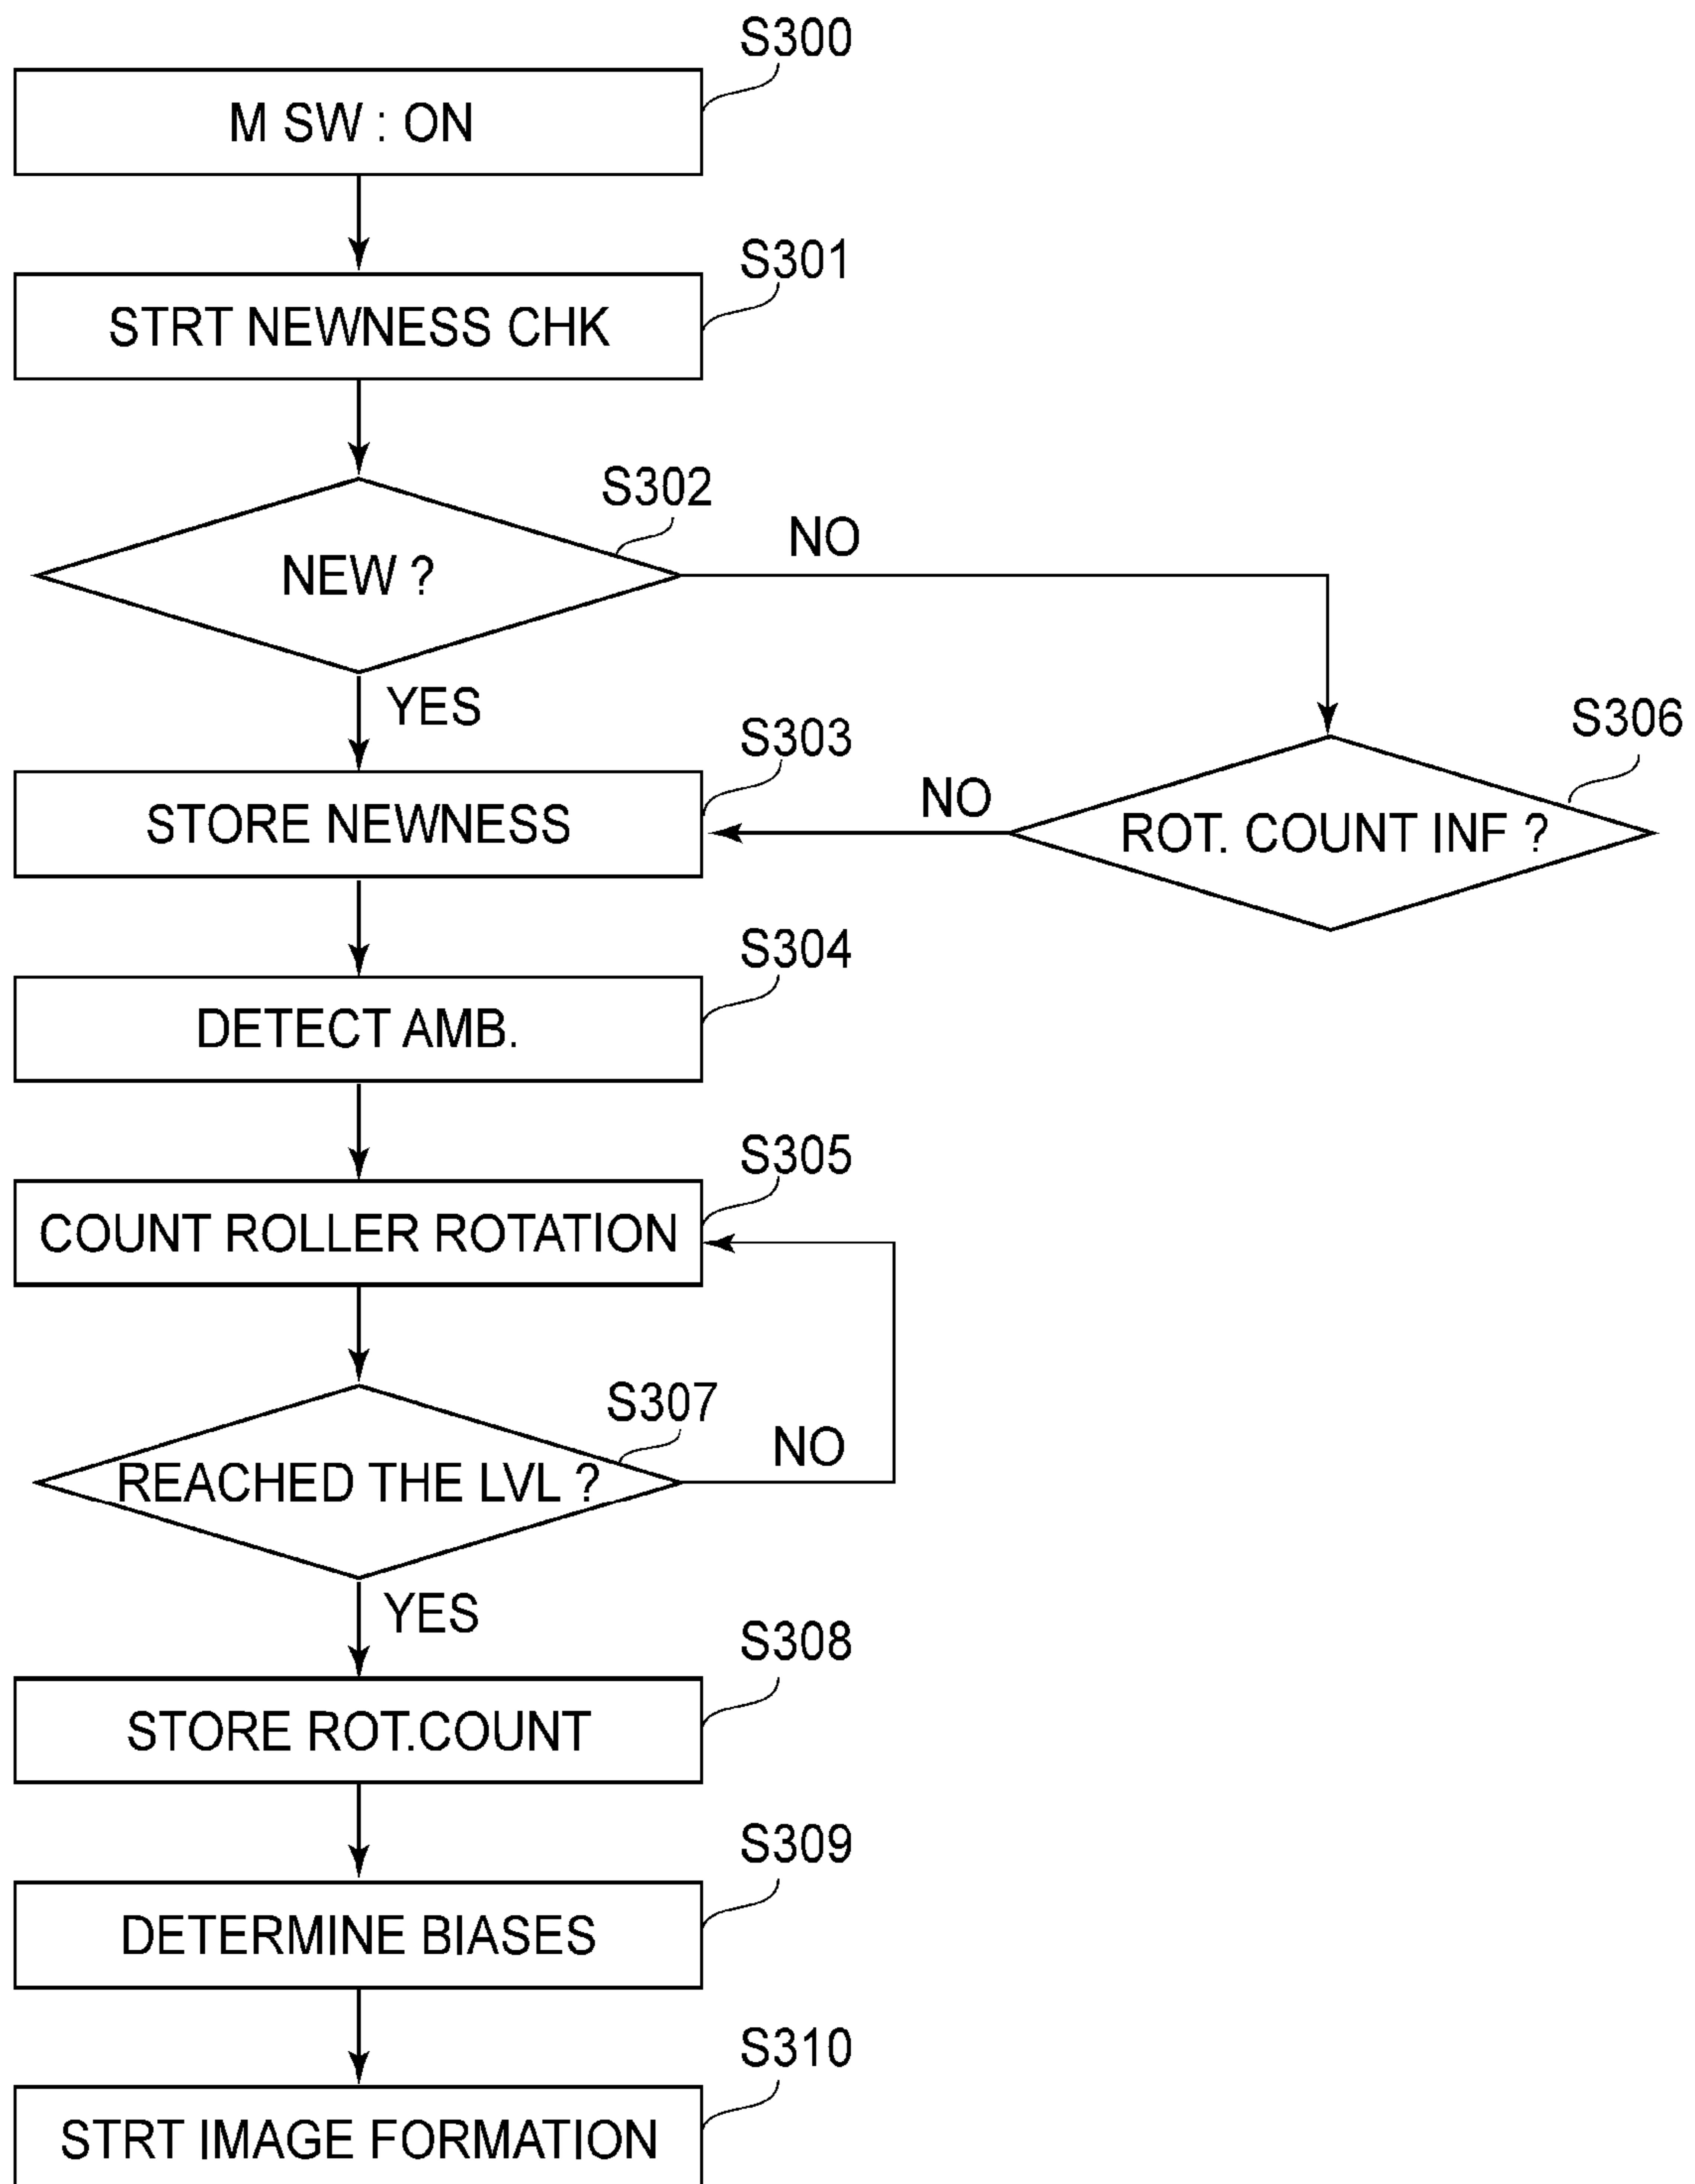 S300
M SW : ON
S301
STRT NEWNESS CHK
S302
NO
NEW ?
YES
S303
S306
STORE NEWNESS
NO
ROT. COUNT INF ?
S304
DETECT AMB.
S305
COUNT ROLLER ROTATION
S307
NO
REACHED THE LVL ?
YES
S308
STORE ROT.COUNT
S309
DETERMINE BIASES
S310
STRT IMAGE FORMATION